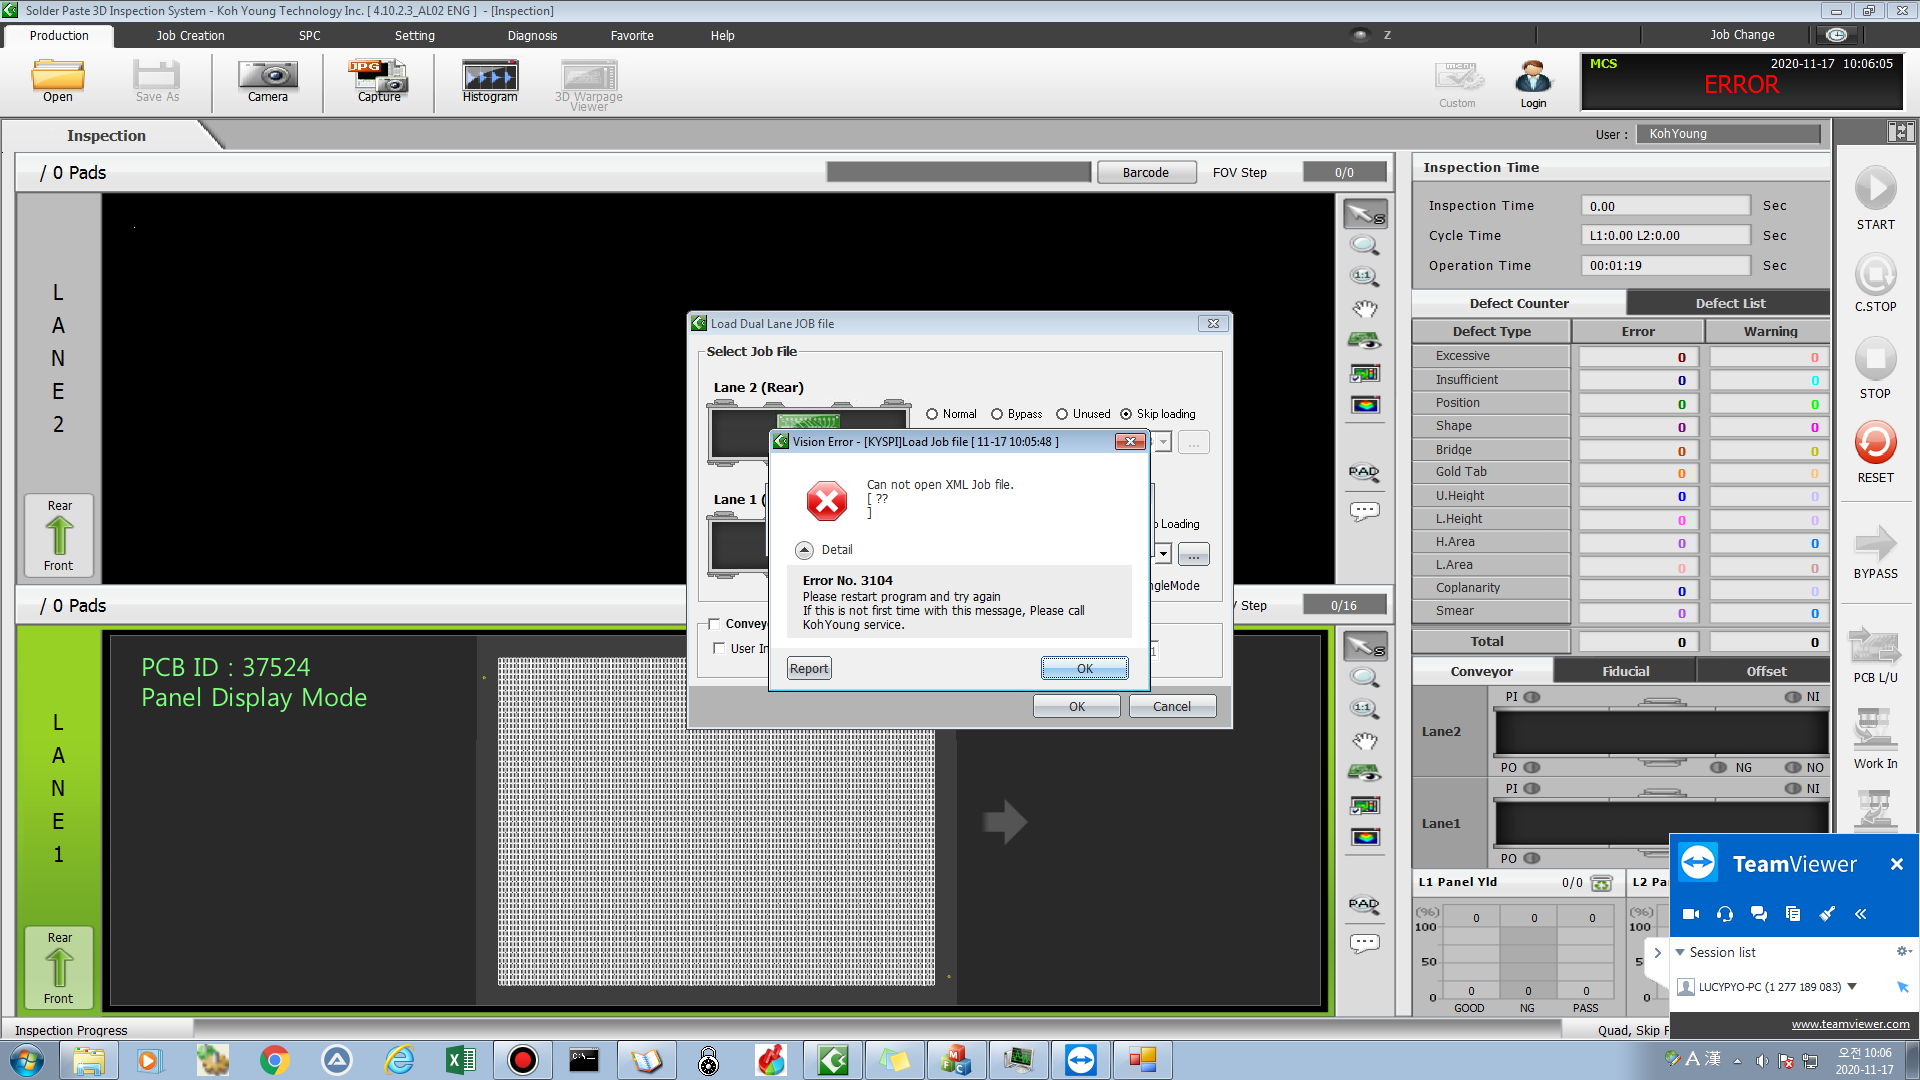 Solder Paste 3D Inspection System - Koh Young Technology Inc. [ 4.10.2.3_AL02 ENG ] - [Inspection]
Production Job Creation SPC Setting Diagnosis Favorite Help Z Job Change
Open Save As Camera Capture Histogram 3D Warpage Viewer Custom Login
JPG
MCS 2020-11-17 10:06:05
ERROR
Inspection
User : KohYoung
/ 0 Pads Barcode FOV Step 0/0
LANE2
Rear
Front
Inspection Time
Inspection Time 0.00 Sec
Cycle Time L1:0.00 L2:0.00 Sec
Operation Time 00:01:19 Sec
Defect Counter Defect List
Defect Type Error Warning
Excessive 0 0
Insufficient 0 0
Position 0 0
Shape 0 0
Bridge 0 0
Gold Tab 0 0
U.Height 0 0
L.Height 0 0
H.Area 0 0
L.Area 0 0
Coplanarity 0 0
Smear 0 0
Total 0 0
START
C.STOP
STOP
RESET
BYPASS
PCB L/U
Work In
S
1:1
PAD
Load Dual Lane JOB file
Select Job File
Lane 2 (Rear)
Normal Bypass Unused Skip loading
...
Lane 1 (
Loading
...
ngleMode
Convey
User In
1
OK Cancel
Vision Error - [KYSPI]Load Job file [ 11-17 10:05:48 ]
Can not open XML Job file.
[ ??
]
Detail
Error No. 3104
Please restart program and try again
If this is not first time with this message, Please call
KohYoung service.
Report OK
/ 0 Pads Step 0/16
LANE1
PCB ID : 37524
Panel Display Mode
Rear
Front
S
1:1
PAD
Conveyor Fiducial Offset
PI NI
Lane2
PO NG NO
PI NI
Lane1
PO
L1 Panel Yld 0/0 L2 Pa
(%) 0 0 0 (%)
100 100
50 5
0 0 0 0 0
GOOD NG PASS
TeamViewer
Session list
LUCYPYO-PC (1 277 189 083)
www.teamviewer.com
Inspection Progress Quad, Skip F
A 漢 오전 10:06
2020-11-17